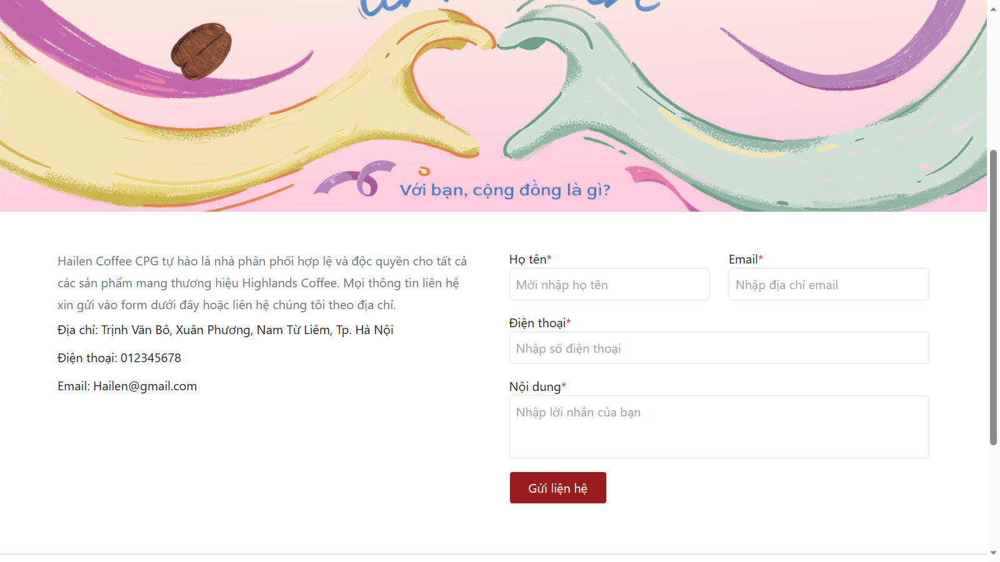 Với bạn, cộng đồng là gì?
Hailen Coffee CPG tự hào là nhà phân phối hợp lệ và độc quyền cho tất cả
các sản phẩm mang thương hiệu Highlands Coffee. Mọi thông tin liên hệ
xin gửi vào form dưới đây hoặc liên hệ chúng tôi theo địa chỉ.
Địa chỉ: Trịnh Văn Bô, Xuân Phương, Nam Từ Liêm, Tp. Hà Nội
Điện thoại: 012345678
Email: Hailen@gmail.com
Họ tên*
Mời nhập họ tên
Email*
Nhập địa chỉ email
Điện thoại*
Nhập số điện thoại
Nội dung*
Nhập lời nhắn của bạn
Gửi liện hệ